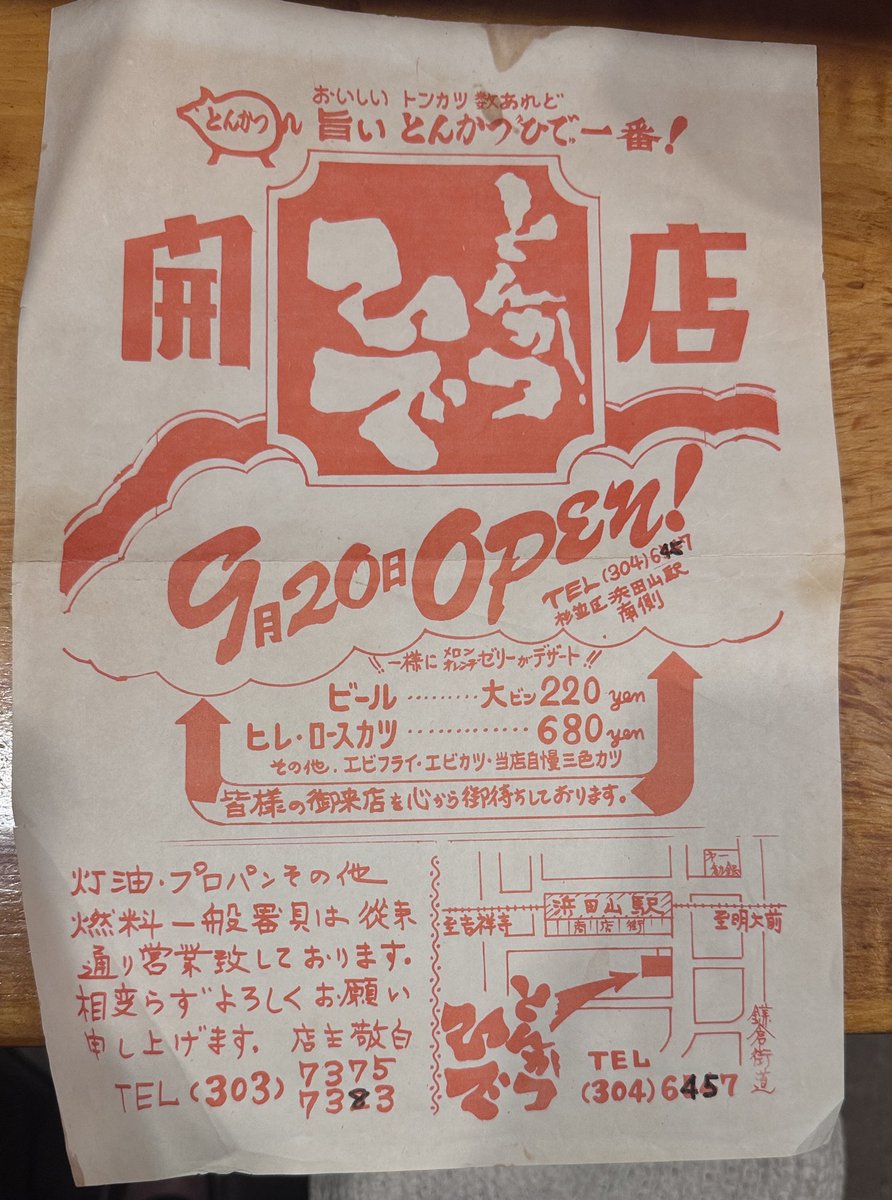 とんかつ
おいしい トンカツ 数あれど
旨い とんかつ"ひで"一番!
開店
とんかつ
ひで
9月20日 OPEN!
TEL (304) 6457
杉並区 浜田山駅
南側
!!一様に メロン オレンヂ ゼリーがデザート!!
ビール ········· 大ビン 220 yen
ヒレ・ロースカツ ············· 680 yen
その他. エビフライ・エビカツ・当店自慢三色カツ
皆様の御来店を心から御待ちしております。
灯油・プロパンその他
燃料一般器具は従来
通り営業致しております。
相変らずよろしくお願い
申し上げます。 店主敬白
TEL (303) 7375
7323
第一
浜田山駅
商店街
至吉祥寺
至明大前
鎌倉街道
とんかつ
ひで
TEL
(304) 6457